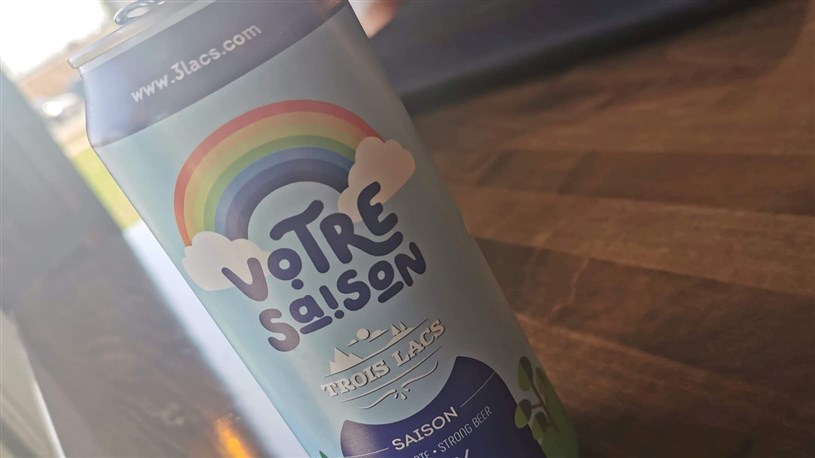 www.3lacs.com
VOTRE
SaiSON
TROIS LACS
SAISON
STRONG BEER